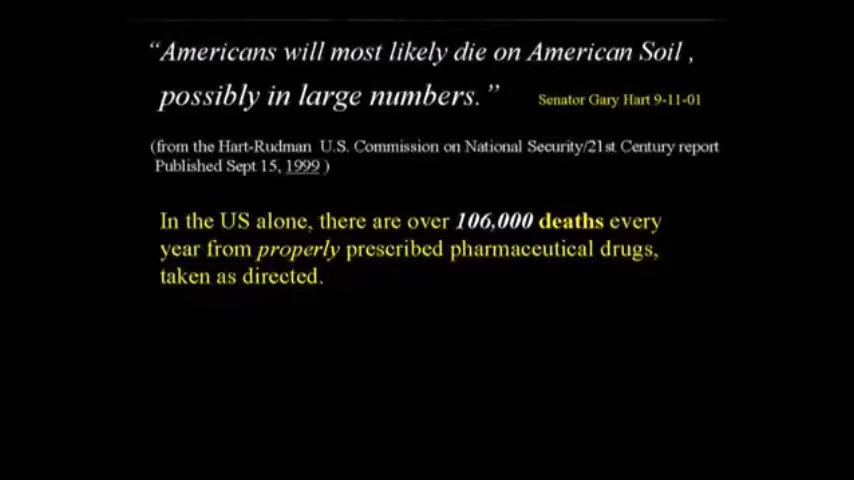 “Americans will most likely die on American Soil ,
possibly in large numbers.” Senator Gary Hart 9-11-01
(from the Hart-Rudman U.S. Commission on National Security/21st Century report
Published Sept 15, 1999 )
In the US alone, there are over 106,000 deaths every
year from properly prescribed pharmaceutical drugs,
taken as directed.